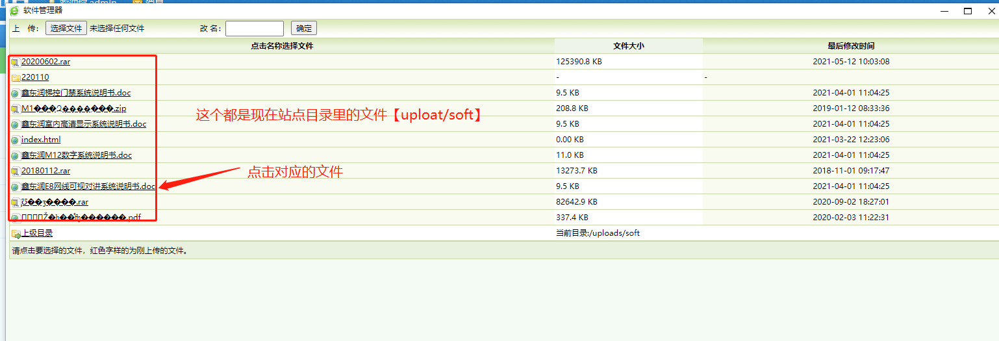 欢迎您 admin 消息
软件管理器
上 传： 选择文件 未选择任何文件 改 名： 确定
点击名称选择文件 文件大小 最后修改时间
20200602.rar 125390.8 KB 2021-05-12 10:03:08
220110 - -
鑫东润梯控门禁系统说明书.doc 9.5 KB 2021-04-01 11:04:25
M1���Ձ�������.zip 208.8 KB 2019-01-12 08:33:36
鑫东润室内高清显示系统说明书.doc 9.5 KB 2021-04-01 11:04:25
index.html 0.00 KB 2021-03-22 12:23:06
鑫东润M12数字系统说明书.doc 11.0 KB 2021-04-01 11:04:25
20180112.rar 13273.7 KB 2018-11-01 09:17:47
鑫东润E8网线可视对讲系统说明书.doc 9.5 KB 2021-04-01 11:04:25
.rar 82642.9 KB 2020-09-02 18:27:01
.pdf 337.4 KB 2020-02-03 11:22:31
上级目录 当前目录:/uploads/soft
请点击要选择的文件，红色字样的为刚上传的文件。
这个都是现在站点目录里的文件【uploat/soft】
点击对应的文件